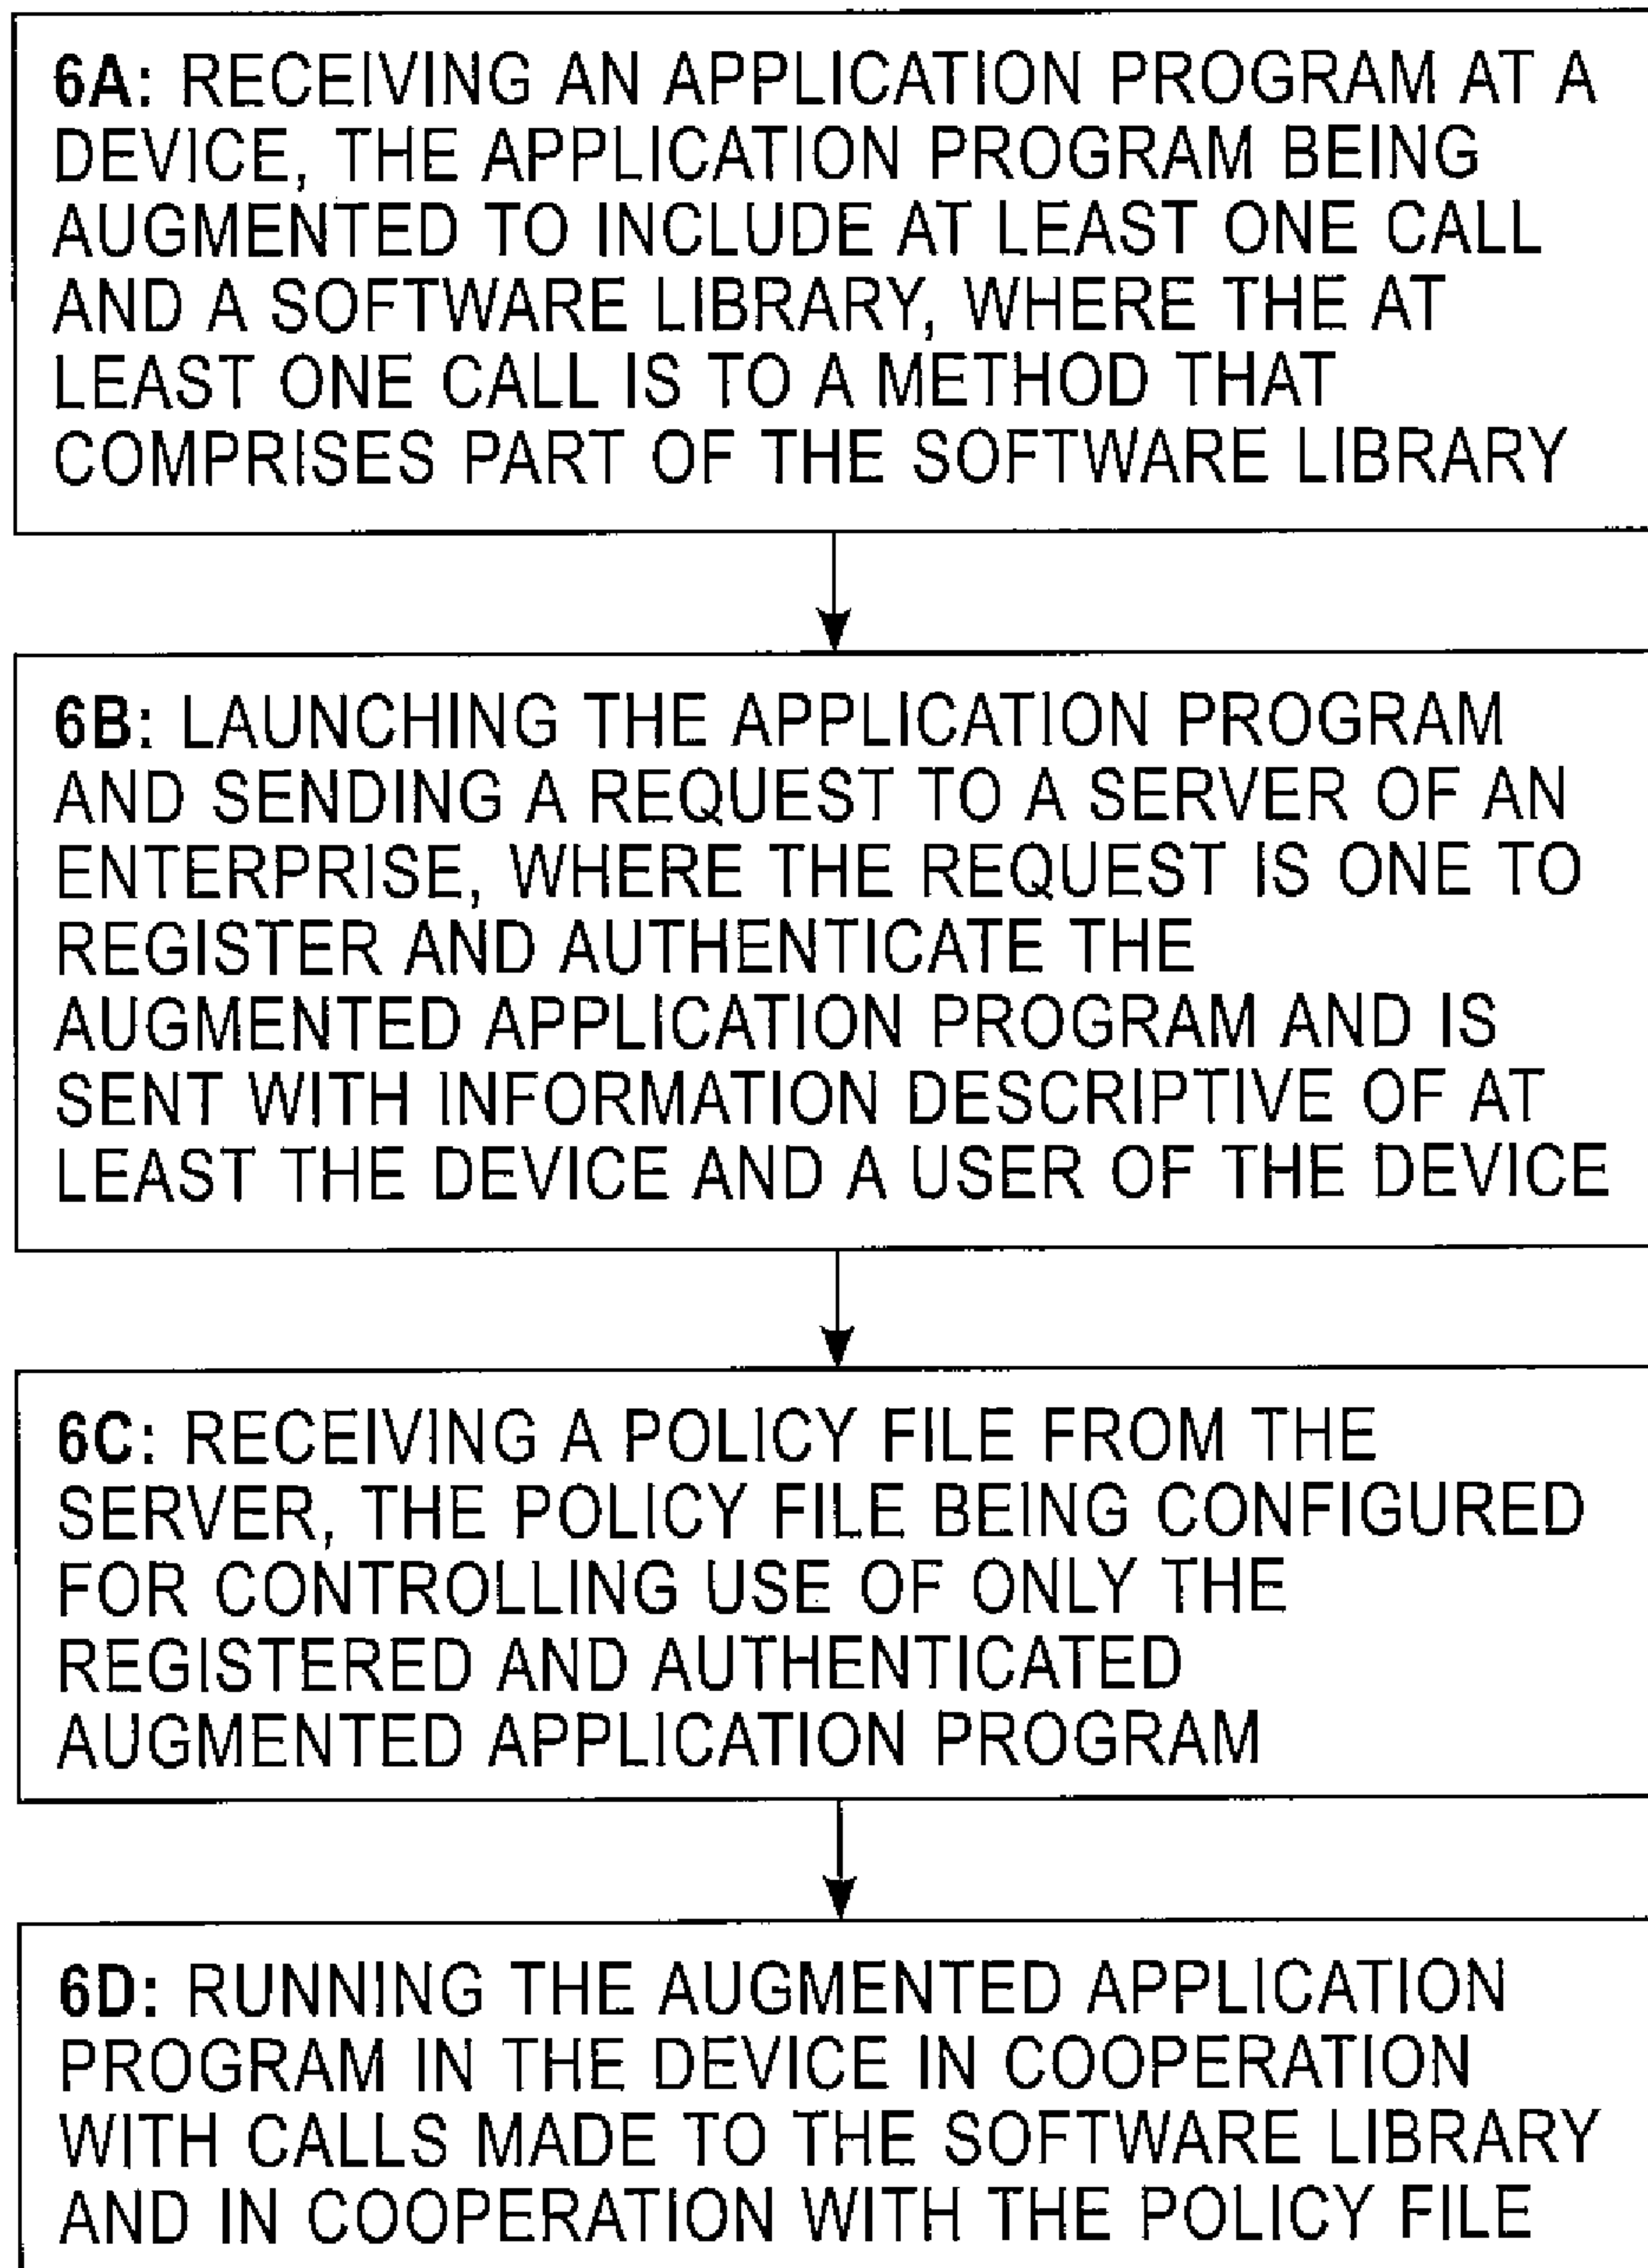 6A: RECEIVING AN APPLICATION PROGRAM AT A
DEVICE, THE APPLICATION PROGRAM BEING
AUGMENTED TO INCLUDE AT LEAST ONE CALL
AND A SOFTWARE LIBRARY, WHERE THE AT
LEAST ONE CALL IS TO A METHOD THAT
COMPRISES PART OF THE SOFTWARE LIBRARY
6B: LAUNCHING THE APPLICATION PROGRAM
AND SENDING A REQUEST TO A SERVER OF AN
ENTERPRISE, WHERE THE REQUEST IS ONE TO
REGISTER AND AUTHENTICATE THE
AUGMENTED APPLICATION PROGRAM AND IS
SENT WITH INFORMATION DESCRIPTIVE OF AT
LEAST THE DEVICE AND A USER OF THE DEVICE
6C: RECEIVING A POLICY FILE FROM THE
SERVER, THE POLICY FILE BEING CONFIGURED
FOR CONTROLLING USE OF ONLY THE
REGISTERED AND AUTHENTICATED
AUGMENTED APPLICATION PROGRAM
6D: RUNNING THE AUGMENTED APPLICATION
PROGRAM IN THE DEVICE IN COOPERATION
WITH CALLS MADE TO THE SOFTWARE LIBRARY
AND IN COOPERATION WITH THE POLICY FILE